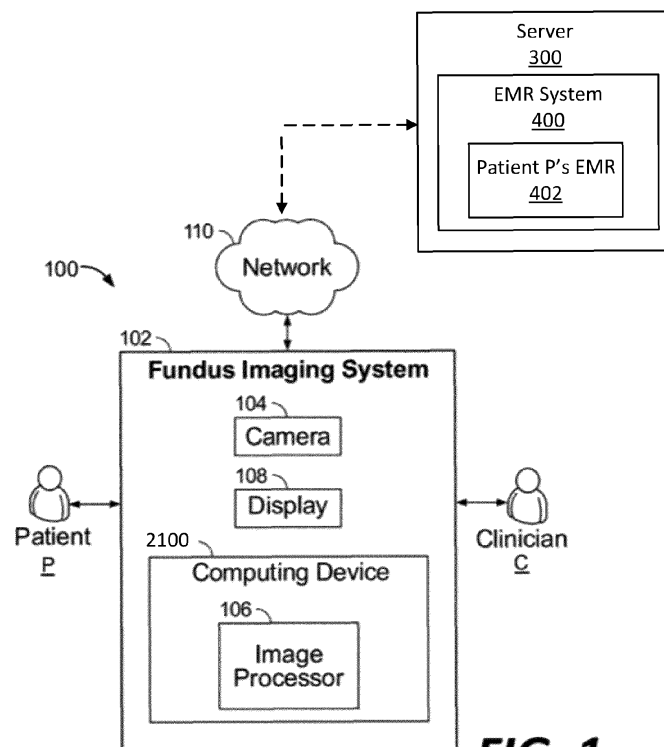 Server
300
EMR System
400
Patient P's EMR
402
110
Network
100
102
Fundus Imaging System
104
Camera
108
Display
Patient
P
Clinician
C
2100
Computing Device
106
Image
Processor
FIG. 1